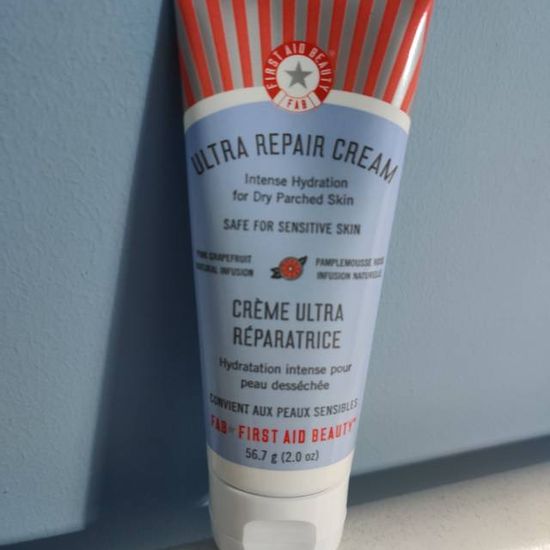 FIRST AID BEAUTY
FAB
ULTRA REPAIR CREAM
Intense Hydration
for Dry Parched Skin
SAFE FOR SENSITIVE SKIN
PINK GRAPEFRUIT
NATURAL INFUSION
PAMPLEMOUSSE ROSE
INFUSION NATURELLE
CRÈME ULTRA
RÉPARATRICE
Hydratation intense pour
peau desséchée
CONVIENT AUX PEAUX SENSIBLES
FAB FIRST AID BEAUTY
56.7 g (2.0 oz)